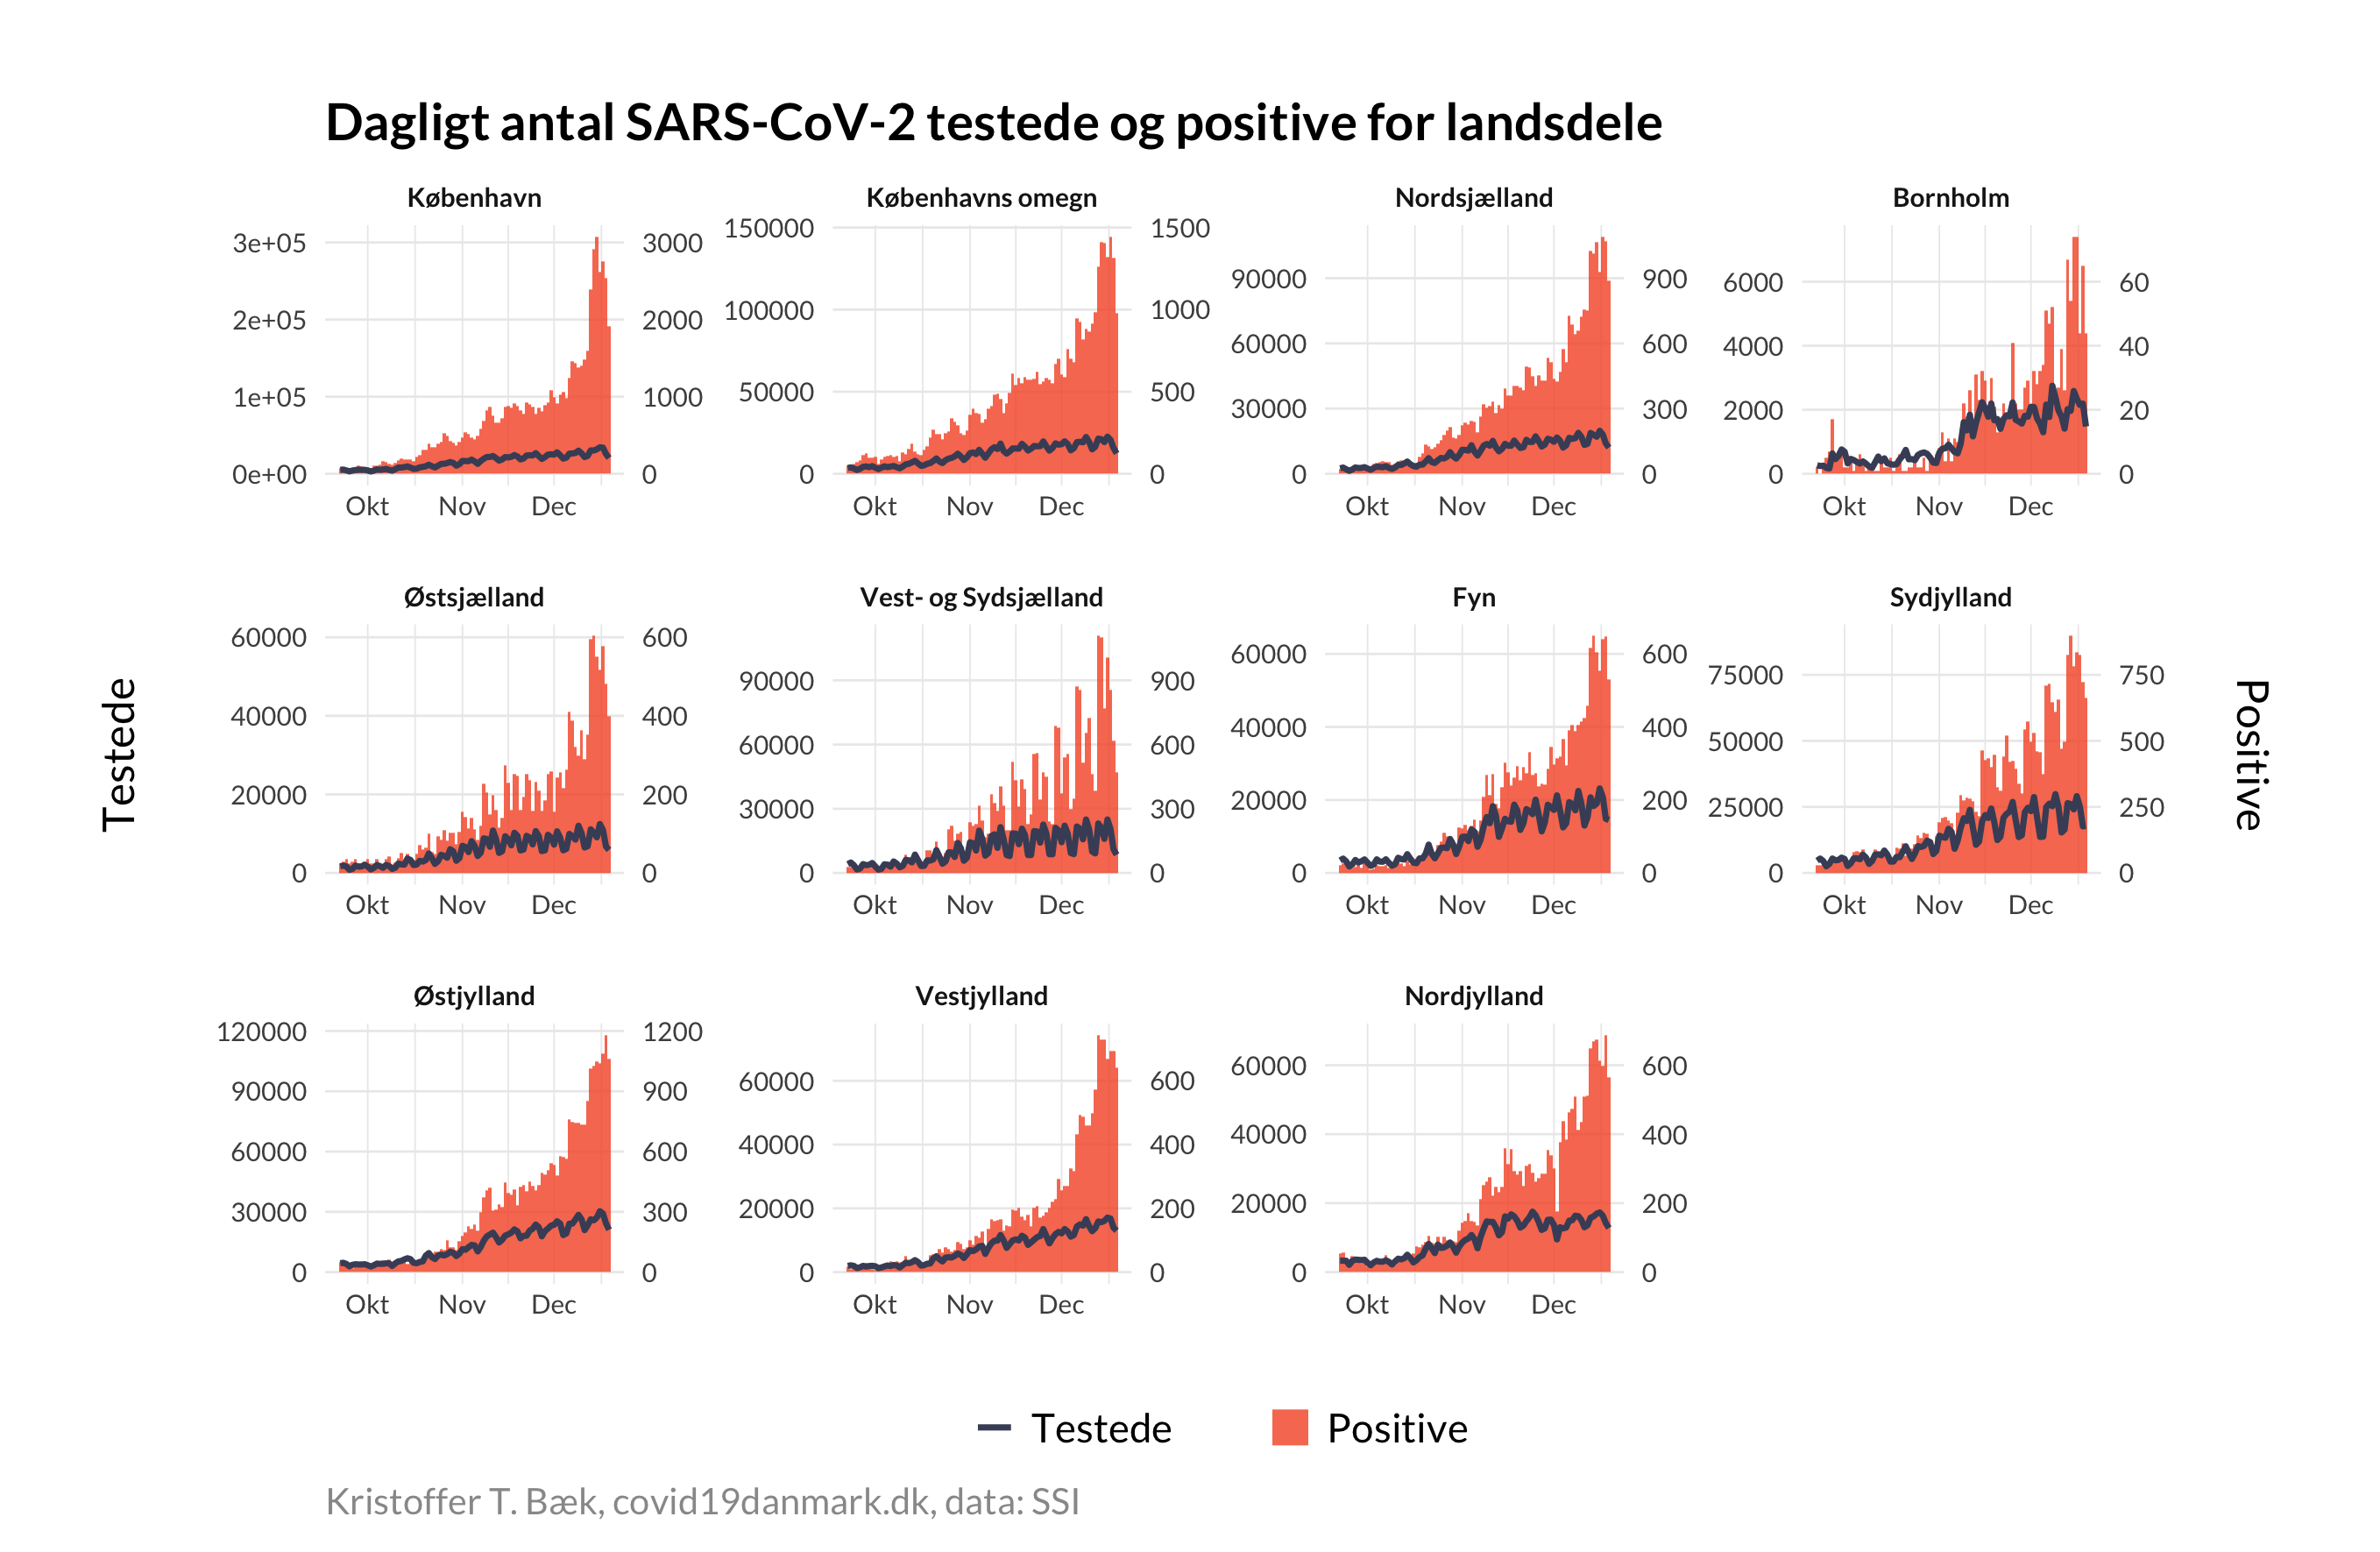 Dagligt antal SARS-CoV-2 testede og positive for landsdele
København
Københavns omegn
Nordsjælland
Bornholm
3e+05
2e+05
1e+05
0e+00
3000
2000
1000
0
Okt Nov Dec
150000
100000
50000
0
1500
1000
500
0
Okt Nov Dec
90000
60000
30000
0
900
600
300
0
Okt Nov Dec
6000
4000
2000
0
60
40
20
0
Okt Nov Dec
Testede
Østsjælland
Vest- og Sydsjælland
Fyn
Sydjylland
60000
40000
20000
0
600
400
200
0
Okt Nov Dec
90000
60000
30000
0
900
600
300
0
Okt Nov Dec
60000
40000
20000
0
600
400
200
0
Okt Nov Dec
75000
50000
25000
0
750
500
250
0
Okt Nov Dec
Positive
Østjylland
Vestjylland
Nordjylland
120000
90000
60000
30000
0
1200
900
600
300
0
Okt Nov Dec
60000
40000
20000
0
600
400
200
0
Okt Nov Dec
60000
40000
20000
0
600
400
200
0
Okt Nov Dec
Testede Positive
Kristoffer T. Bæk, covid19danmark.dk, data: SSI